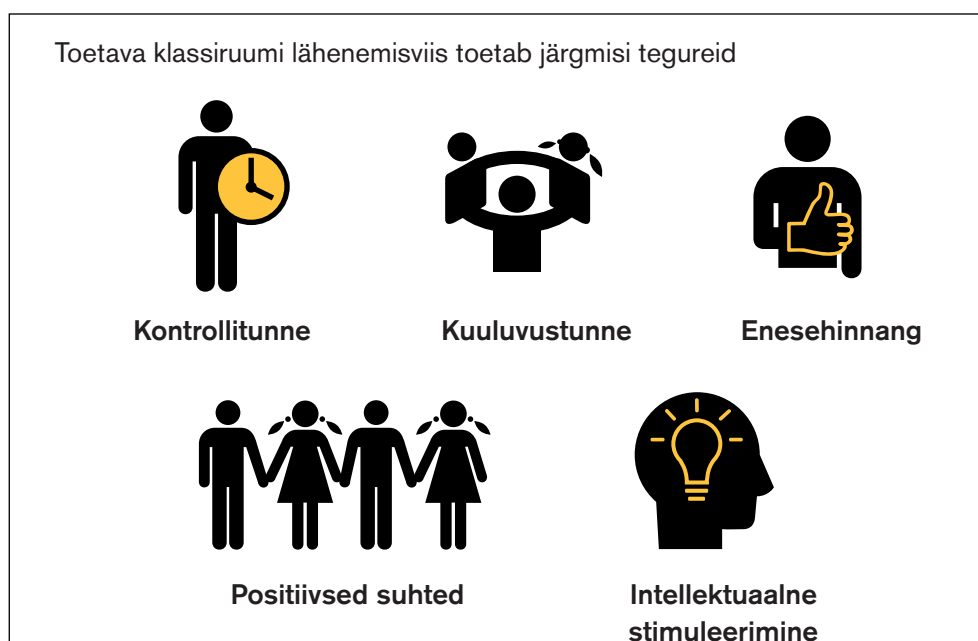 Toetava klassiruumi lähenemisviis toetab järgmisi tegureid
Kontrollitunne
Kuuluvustunne
Enesehinnang
Positiivsed suhted
Intellektuaalne
stimuleerimine